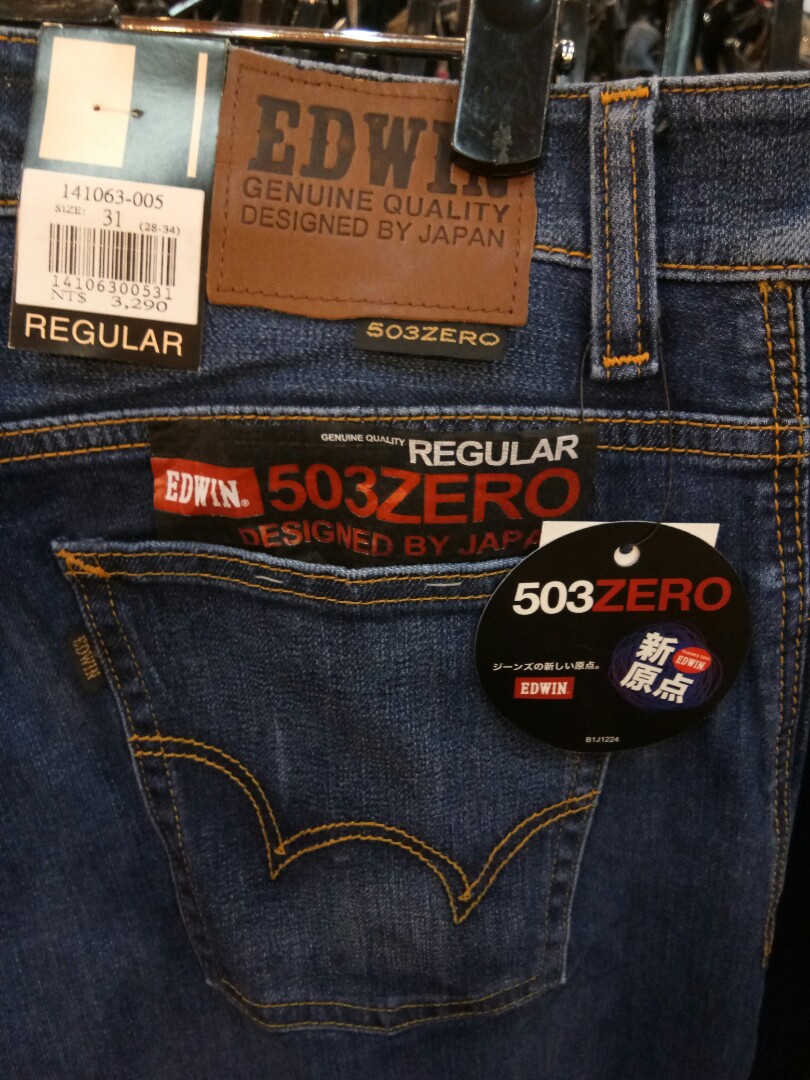 141063-005
SIZE: 31 (28-34)
14106300531
NT$ 3,290
REGULAR
EDWIN
GENUINE QUALITY
DESIGNED BY JAPAN
503ZERO
GENUINE QUALITY REGULAR
EDWIN® 503ZERO
DESIGNED BY JAPA
EDWIN
503ZERO
ジーンズの新しい原点。
EDWIN
新
原点
EDWIN
B1J1224